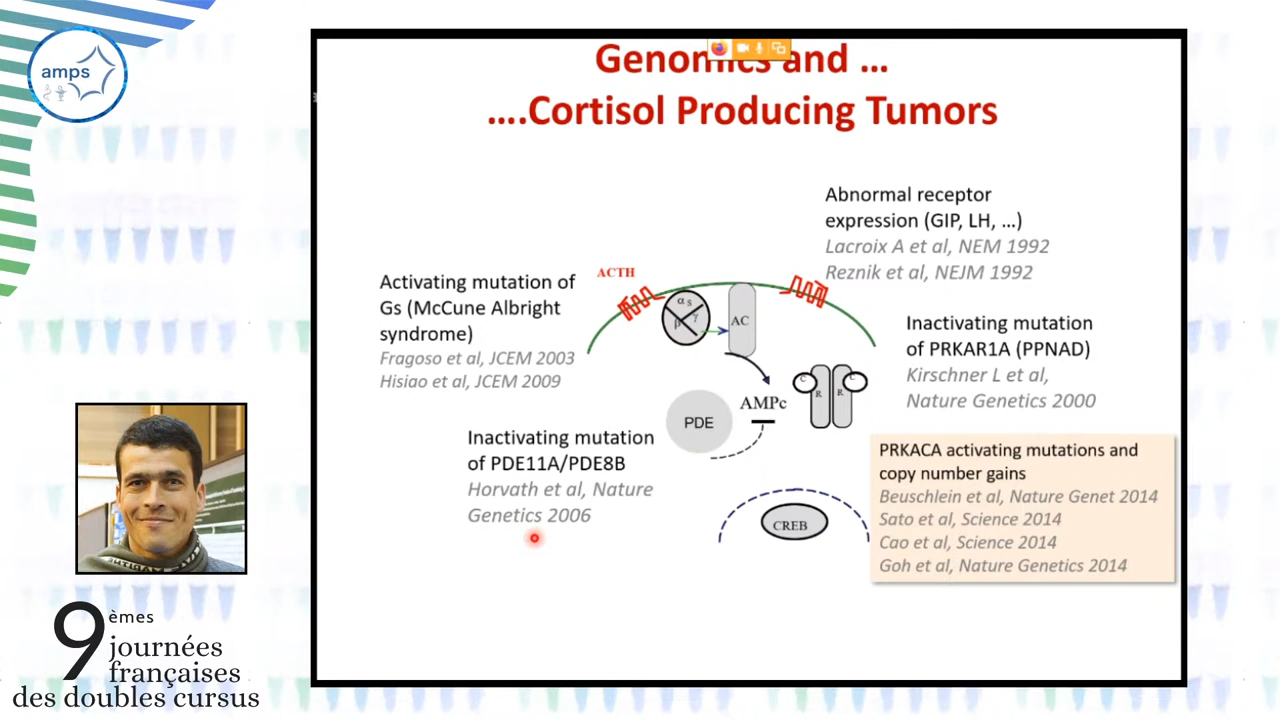 amps
Genomics and ...
....Cortisol Producing Tumors
Abnormal receptor
expression (GIP, LH, ...)
Lacroix A et al, NEM 1992
Reznik et al, NEJM 1992
Activating mutation of
Gs (McCune Albright
syndrome)
Fragoso et al, JCEM 2003
Hisiao et al, JCEM 2009
ACTH
α s
β γ
AC
Inactivating mutation
of PRKAR1A (PPNAD)
Kirschner L et al,
Nature Genetics 2000
C C
R R
AMPc
PDE
Inactivating mutation
of PDE11A/PDE8B
Horvath et al, Nature
Genetics 2006
PRKACA activating mutations and
copy number gains
Beuschlein et al, Nature Genet 2014
Sato et al, Science 2014
Cao et al, Science 2014
Goh et al, Nature Genetics 2014
CREB
9èmes
journées
françaises
des doubles cursus